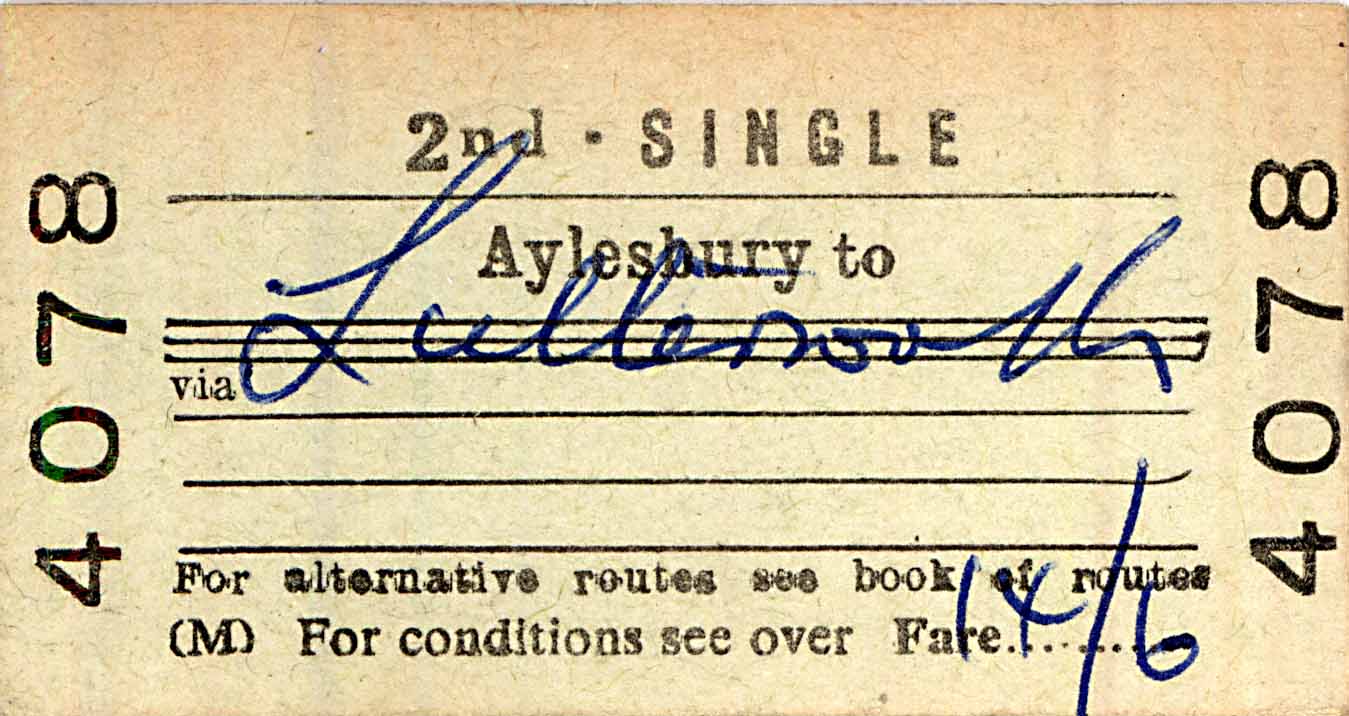 2nd · SINGLE
Aylesbury to
Lutterworth
via
For alternative routes see book of routes
(M) For conditions see over Fare........
14/6
4078
4078